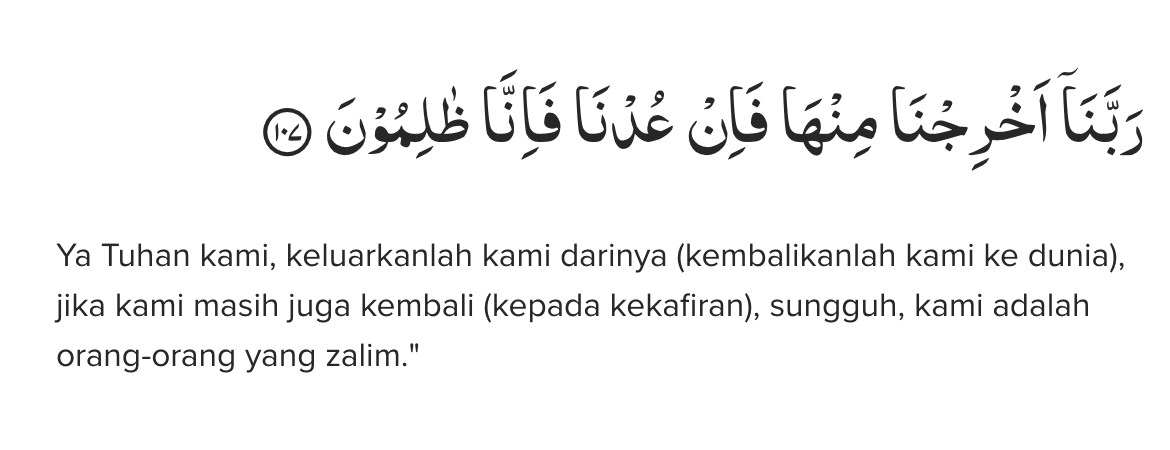 رَبَّنَآ اَخْرِجْنَا مِنْهَا فَاِنْ عُدْنَا فَاِنَّا ظٰلِمُوْنَ ١٠٧
Ya Tuhan kami, keluarkanlah kami darinya (kembalikanlah kami ke dunia),
jika kami masih juga kembali (kepada kekafiran), sungguh, kami adalah
orang-orang yang zalim."